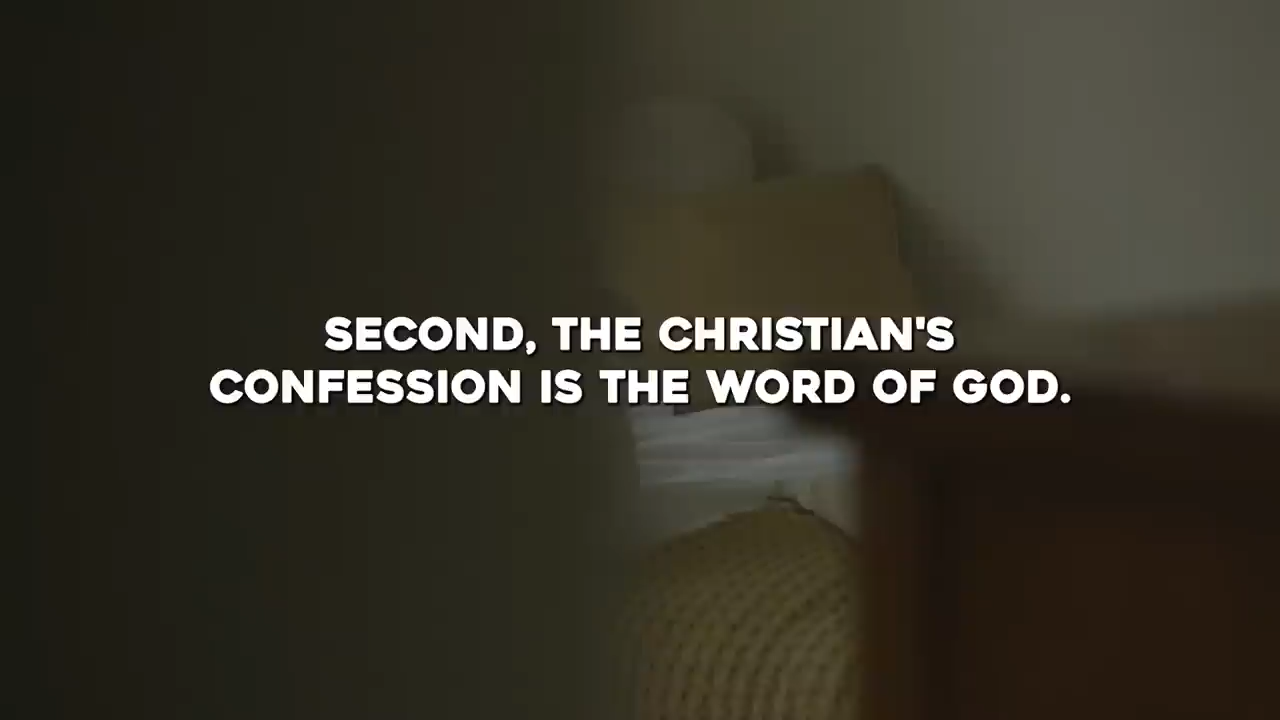 SECOND, THE CHRISTIAN'S
CONFESSION IS THE WORD OF GOD.